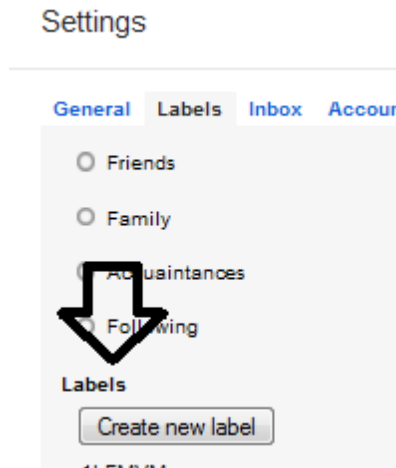 Settings
General Labels Inbox
Friends
Family
Acquaintances
Following
Labels
Create new label